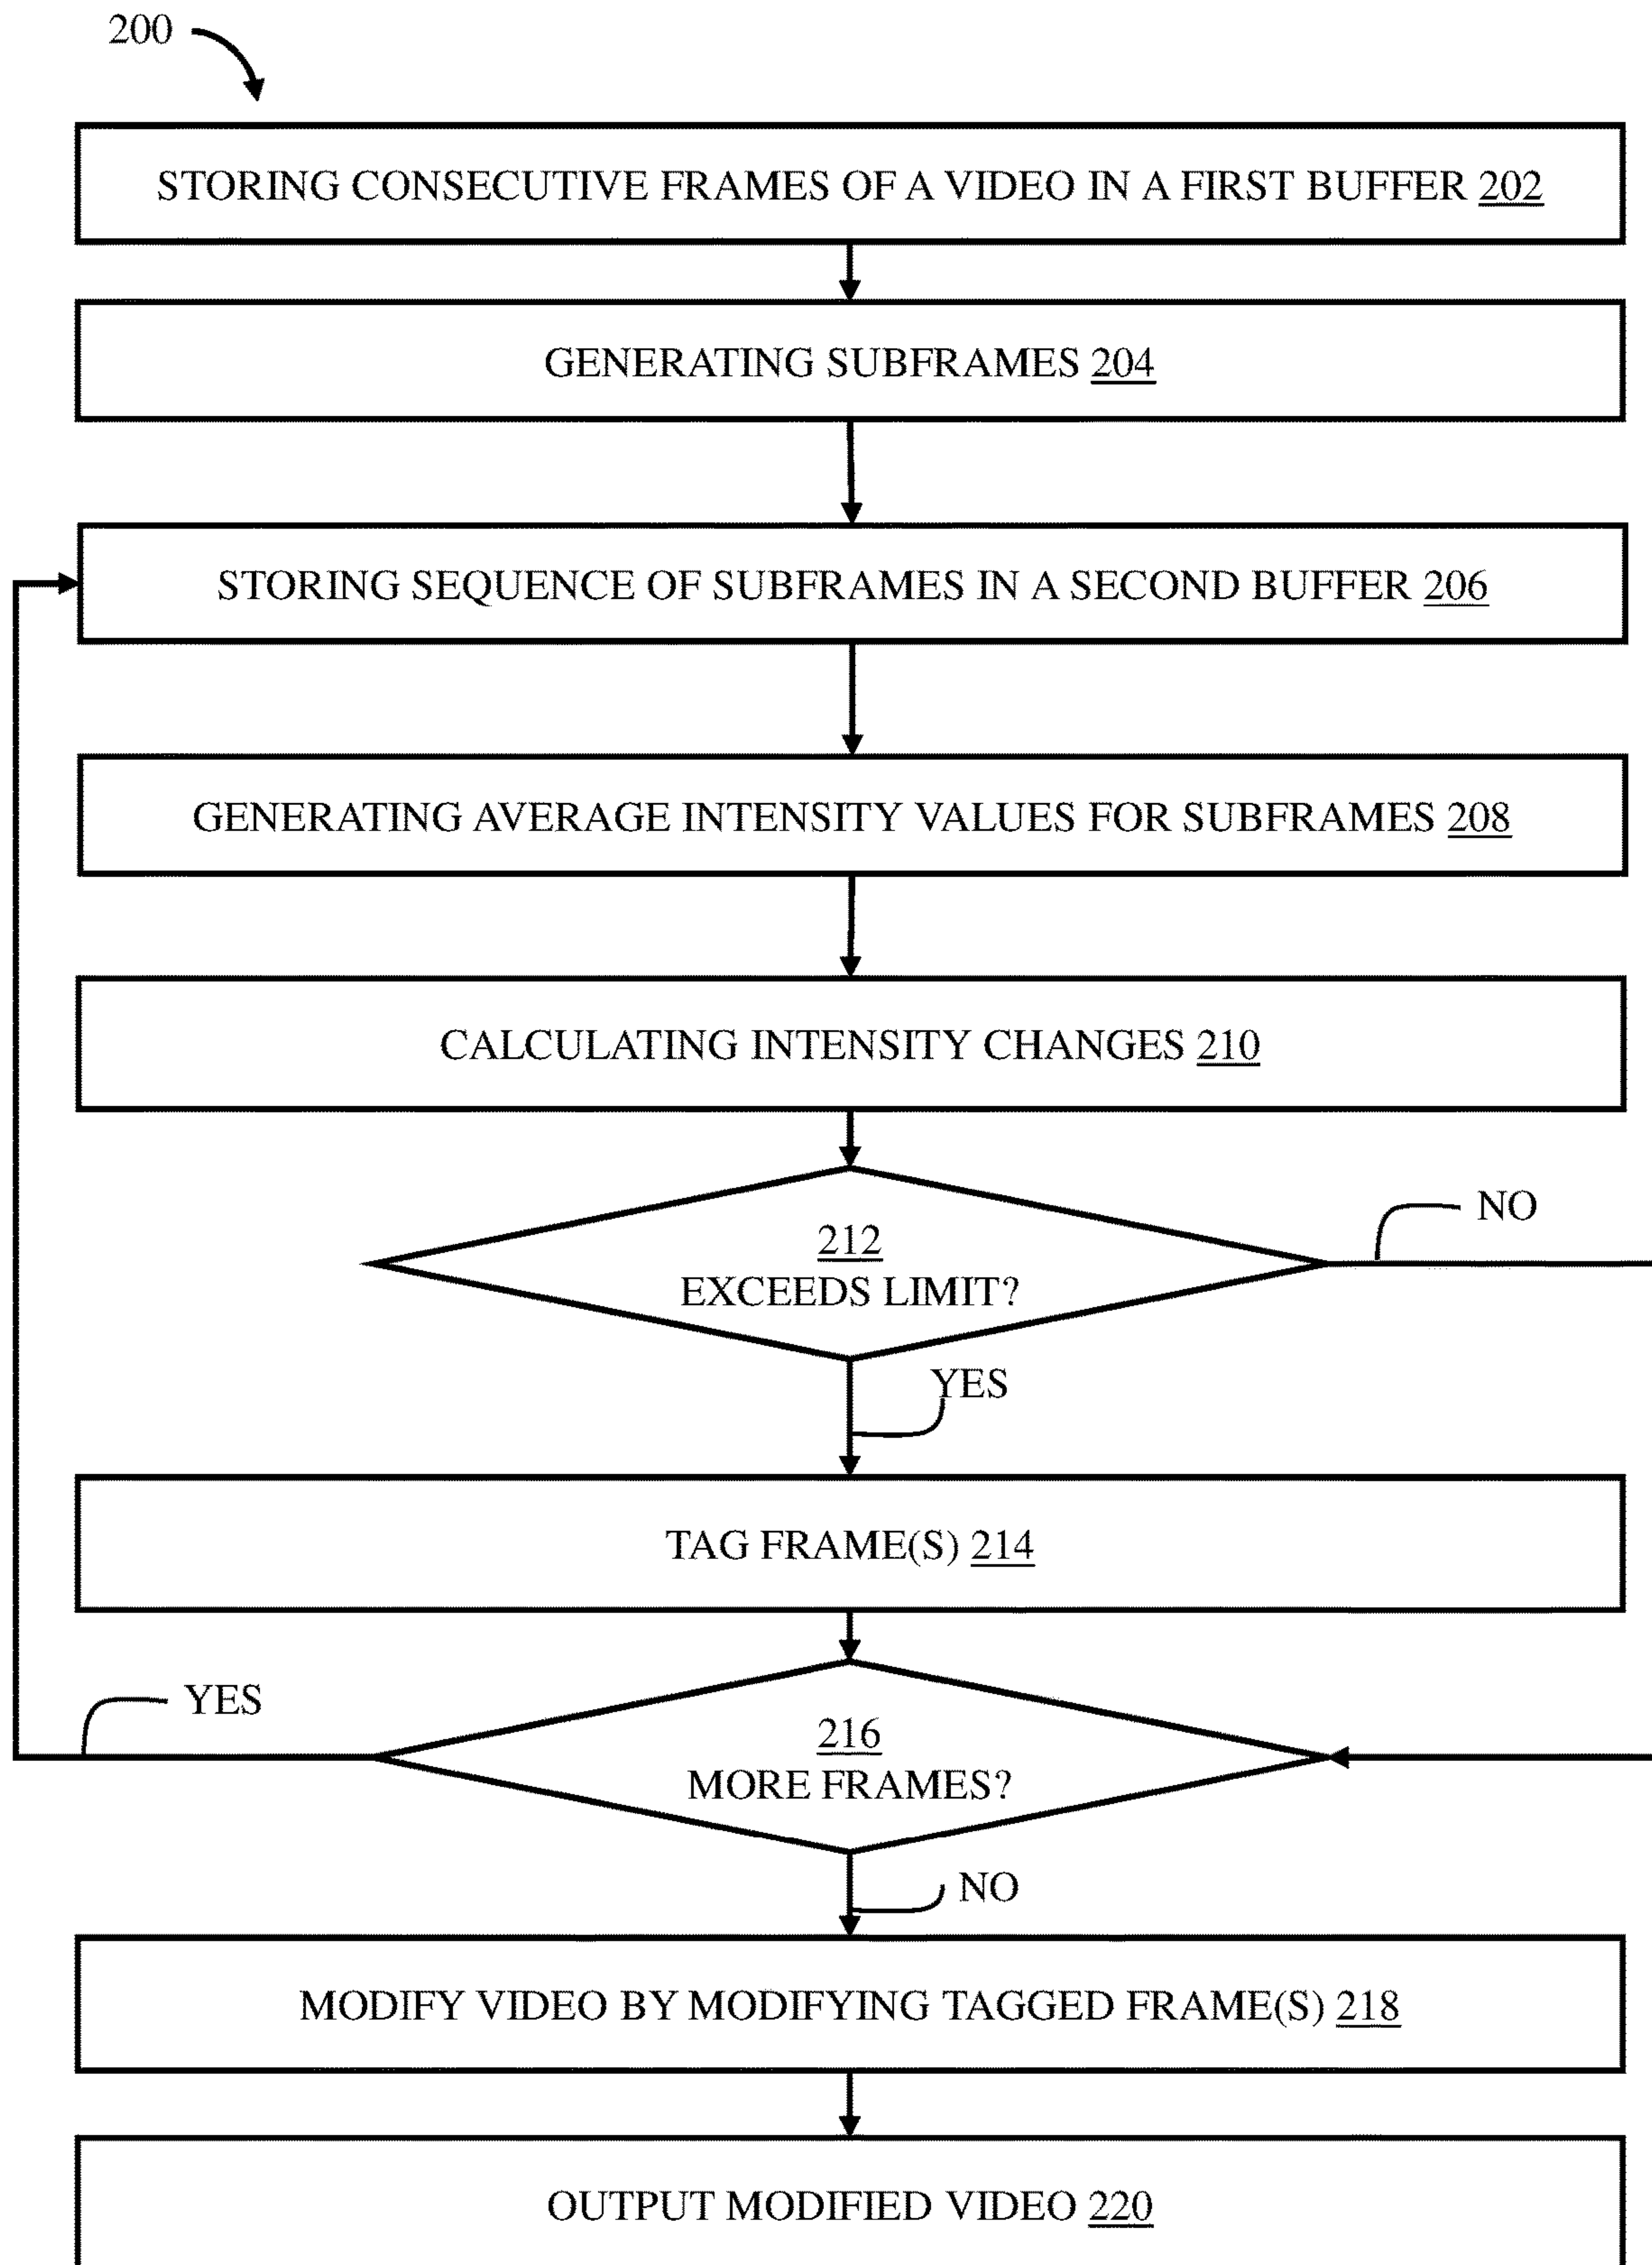 200
STORING CONSECUTIVE FRAMES OF A VIDEO IN A FIRST BUFFER 202
GENERATING SUBFRAMES 204
STORING SEQUENCE OF SUBFRAMES IN A SECOND BUFFER 206
GENERATING AVERAGE INTENSITY VALUES FOR SUBFRAMES 208
CALCULATING INTENSITY CHANGES 210
NO
212
EXCEEDS LIMIT?
YES
TAG FRAME(S) 214
YES
216
MORE FRAMES?
NO
MODIFY VIDEO BY MODIFYING TAGGED FRAME(S) 218
OUTPUT MODIFIED VIDEO 220